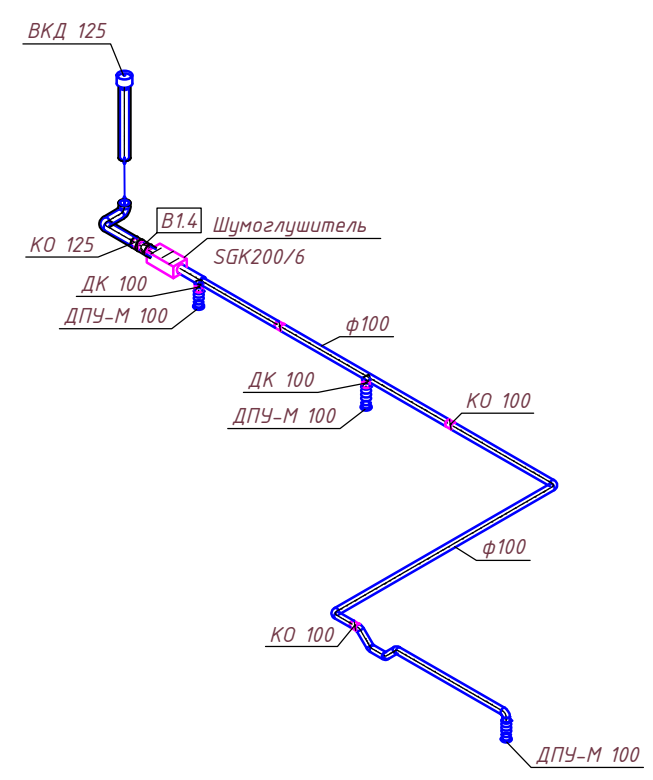 ВКД 125
В1.4
Шумоглушитель
SGK200/6
КО 125
ДК 100
ДПУ-М 100
ф100
ДК 100
ДПУ-М 100
КО 100
ф100
КО 100
ДПУ-М 100